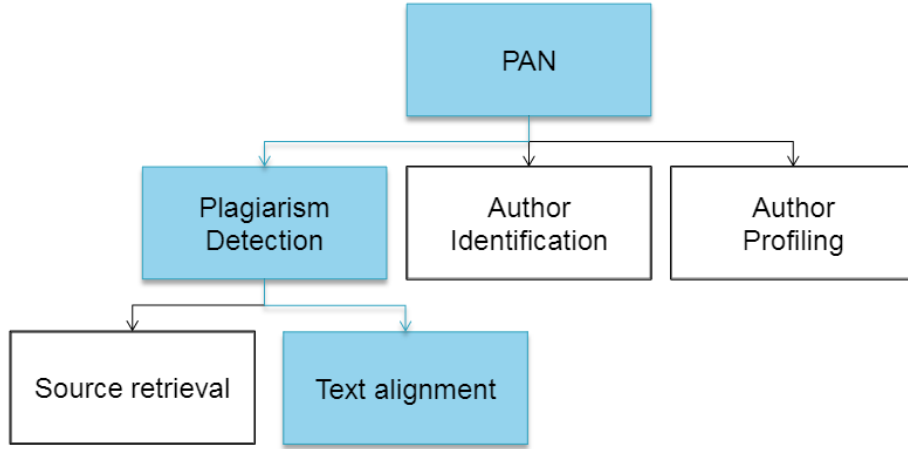 PAN
Plagiarism
Detection
Author
Identification
Author
Profiling
Source retrieval
Text alignment